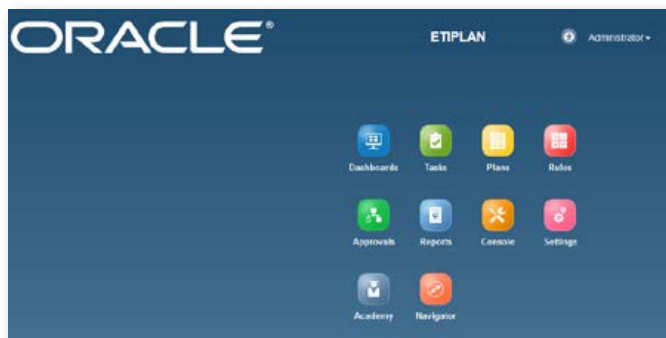 ORACLE® ETIPLAN Administrator
Dashboards Tasks Plans Rules
Approvals Reports Console Settings
Academy Navigator